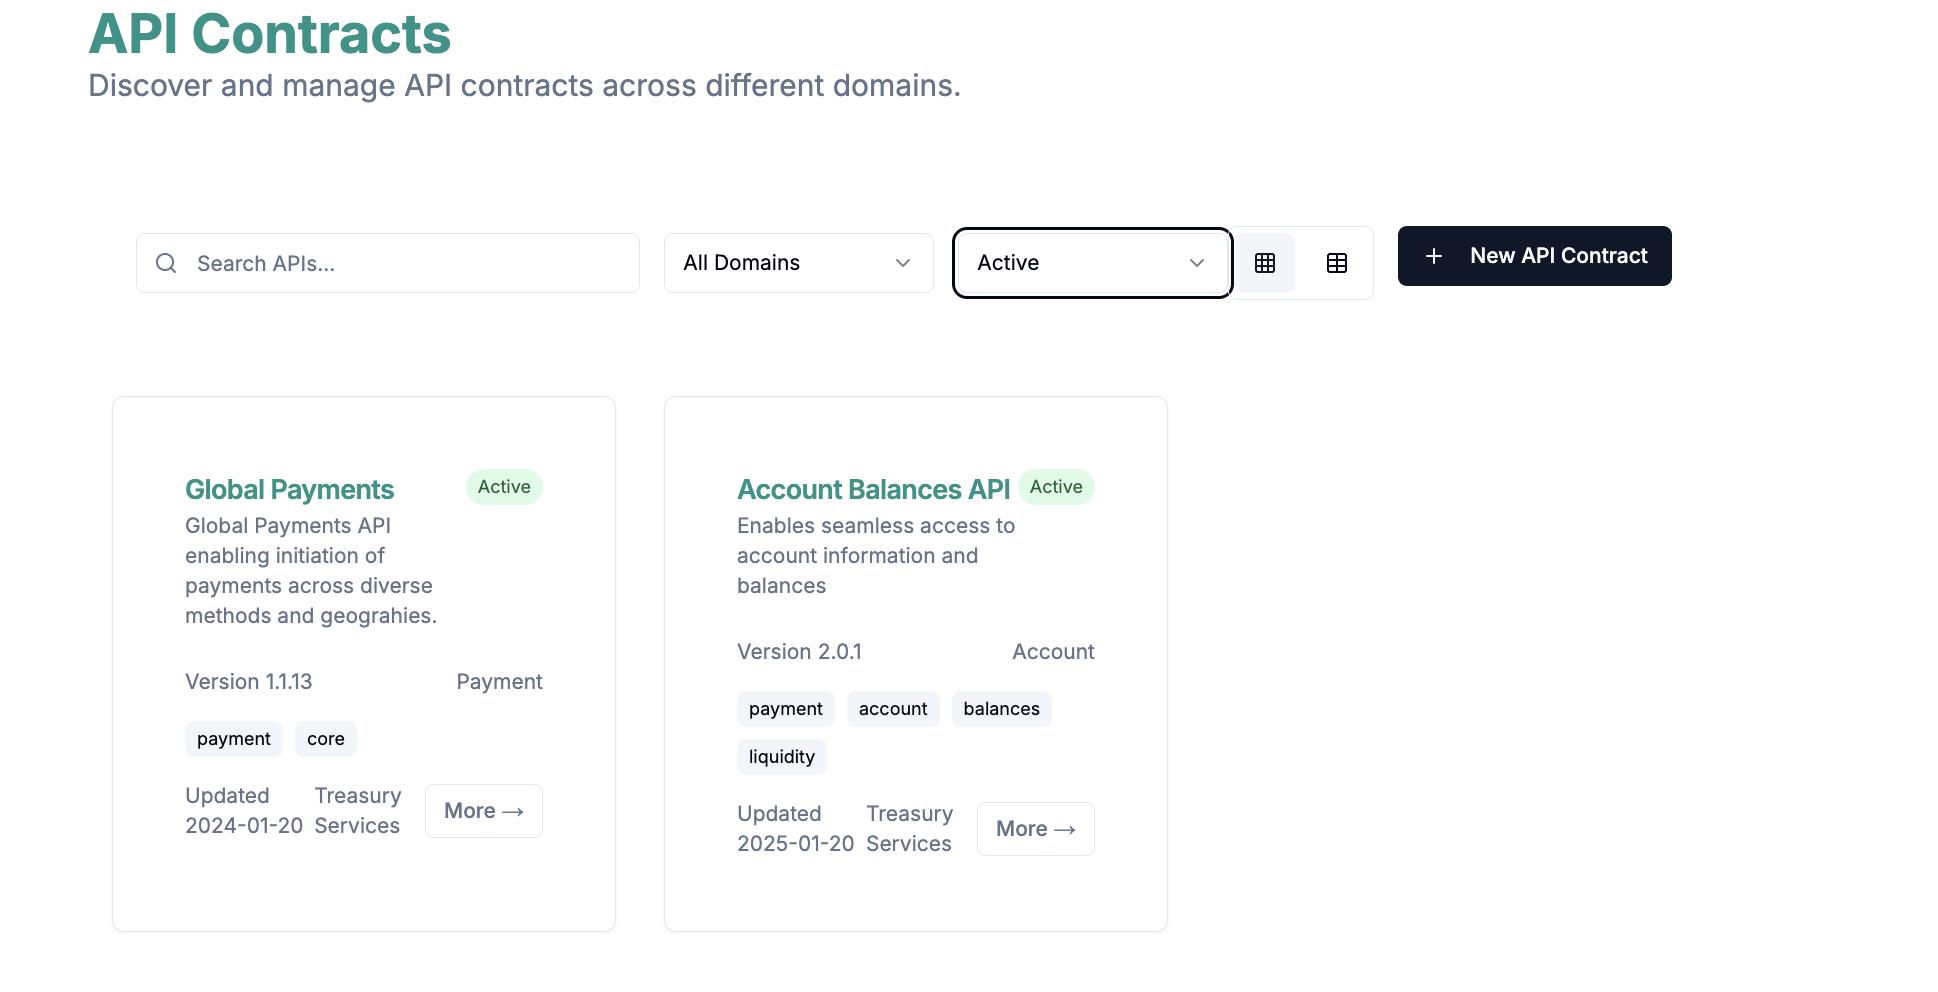 API Contracts
Discover and manage API contracts across different domains.
Search APIs...
All Domains
Active
New API Contract
Global Payments
Active
Global Payments API
enabling initiation of
payments across diverse
methods and geograhies.
Version 1.1.13
Payment
payment
core
Updated
2024-01-20
Treasury
Services
More →
Account Balances API
Active
Enables seamless access to
account information and
balances
Version 2.0.1
Account
payment
account
balances
liquidity
Updated
2025-01-20
Treasury
Services
More →